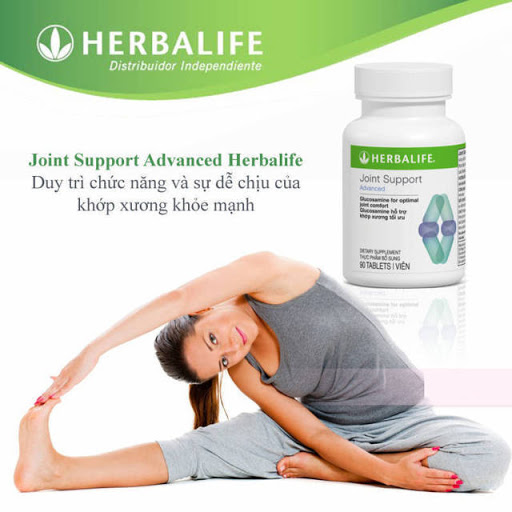 HERBALIFE
Distribuidor Independiente
Joint Support Advanced Herbalife
Duy trì chức năng và sự dễ chịu của
khớp xương khỏe mạnh
HERBALIFE.
Joint Support
Advanced
Glucosamine for optimal
joint comfort
Glucosamine hỗ trợ
khớp xương tối ưu
DIETARY SUPPLEMENT
THỰC PHẨM BỔ SUNG
90 TABLETS | VIÊN